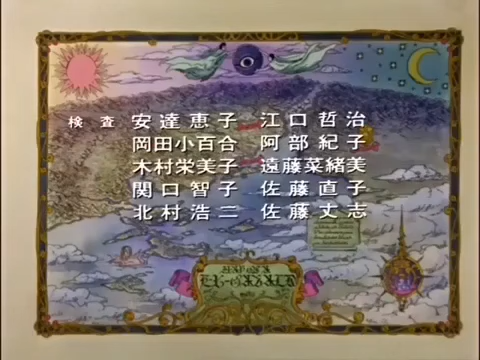 検査 安達恵子 江口哲治
岡田小百合 阿部紀子
木村栄美子 遠藤菜緒美
関口智子 佐藤直子
北村浩二 佐藤丈志